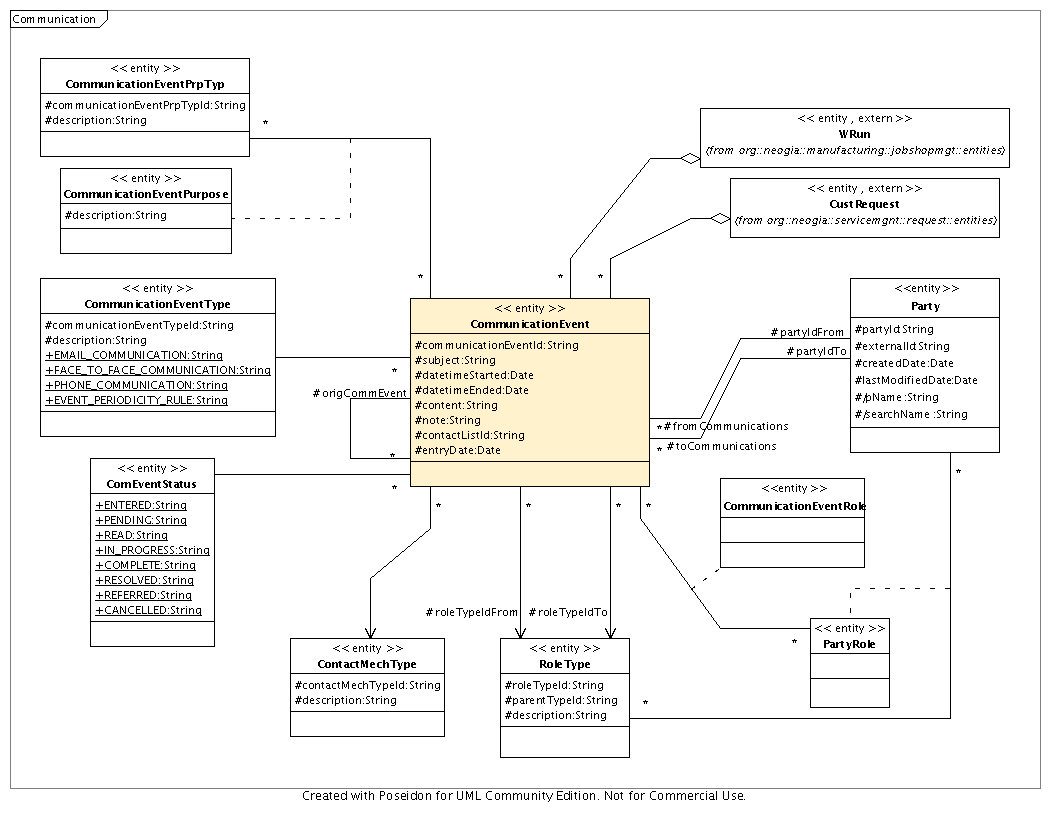 Communication
<< entity >>
CommunicationEventPrpTyp
#communicationEventPrpTypId:String
#description:String
*
<< entity >>
CommunicationEventPurpose
#description:String
<< entity , extern >>
WRun
(from org::neogia::manufacturing::jobshopmgt::entities)
<< entity , extern >>
CustRequest
(from org::neogia::servicemgnt::request::entities)
*
*
*
<< entity >>
CommunicationEventType
#communicationEventTypeId:String
#description:String
+EMAIL_COMMUNICATION:String
+FACE_TO_FACE_COMMUNICATION:String
+PHONE_COMMUNICATION:String
+EVENT_PERIODICITY_RULE:String
*
#origCommEvent
*
<< entity >>
CommunicationEvent
#communicationEventId:String
#subject:String
#datetimeStarted:Date
#datetimeEnded:Date
#content:String
#note:String
#contactListId:String
#entryDate:Date
#partyIdFrom
#partyIdTo
*#fromCommunications
*#toCommunications
<<entity>>
Party
#partyId:String
#externalId:String
#createdDate:Date
#lastModifiedDate:Date
#/pName:String
#/searchName:String
*
<< entity >>
ComEventStatus
+ENTERED:String
+PENDING:String
+READ:String
+IN_PROGRESS:String
+COMPLETE:String
+RESOLVED:String
+REFERRED:String
+CANCELLED:String
*
*
*
*
*
<<entity>>
CommunicationEventRole
#roleTypeIdFrom
#roleTypeIdTo
<< entity >>
PartyRole
*
<< entity >>
ContactMechType
#contactMechTypeId:String
#description:String
<< entity >>
RoleType
#roleTypeId:String
#parentTypeId:String
#description:String
*
Created with Poseidon for UML Community Edition. Not for Commercial Use.